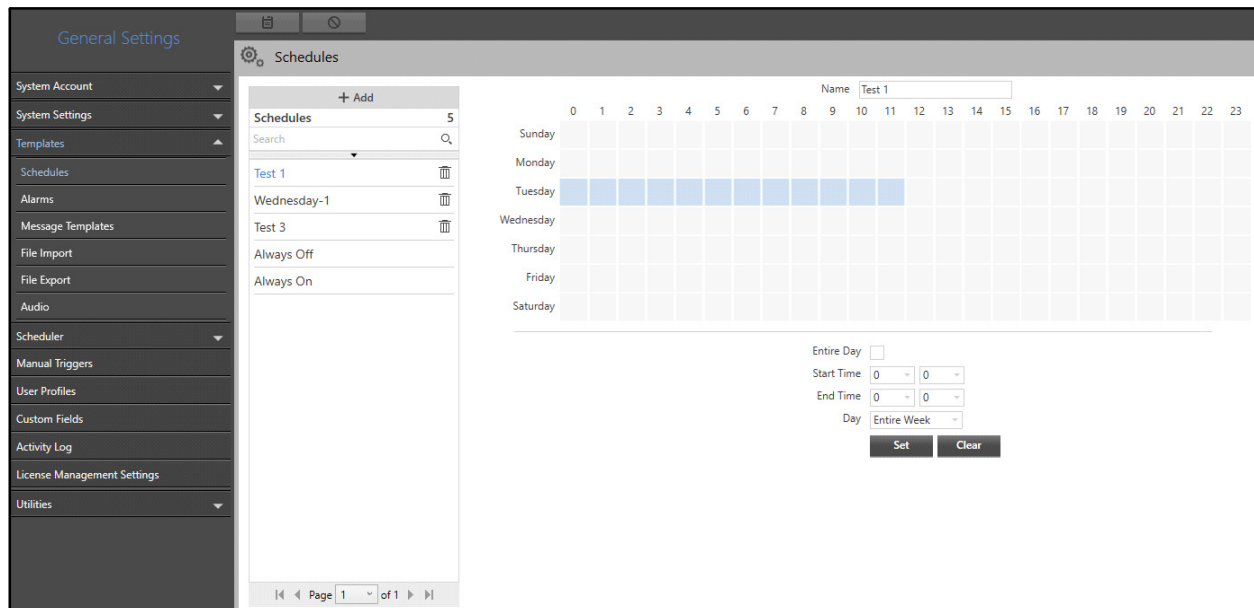 General Settings
System Account
System Settings
Templates
Schedules
Alarms
Message Templates
File Import
File Export
Audio
Scheduler
Manual Triggers
User Profiles
Custom Fields
Activity Log
License Management Settings
Utilities
Schedules
+ Add
Schedules 5
Search
Test 1
Wednesday-1
Test 3
Always Off
Always On
Page 1 of 1
Name Test 1
0 1 2 3 4 5 6 7 8 9 10 11 12 13 14 15 16 17 18 19 20 21 22 23
Sunday
Monday
Tuesday
Wednesday
Thursday
Friday
Saturday
Entire Day
Start Time 0 0
End Time 0 0
Day Entire Week
Set Clear